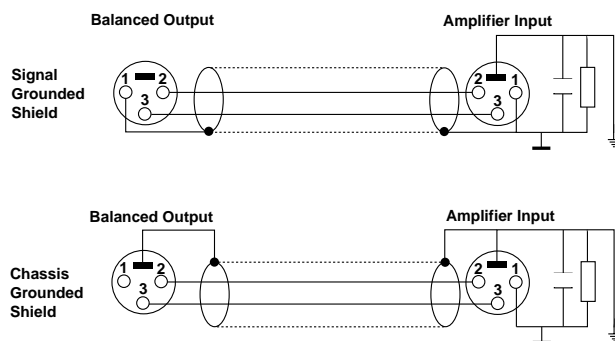 Balanced Output
Amplifier Input
Signal
Grounded
Shield
1 2
3
2 1
3
Balanced Output
Amplifier Input
Chassis
Grounded
Shield
1 2
3
2 1
3